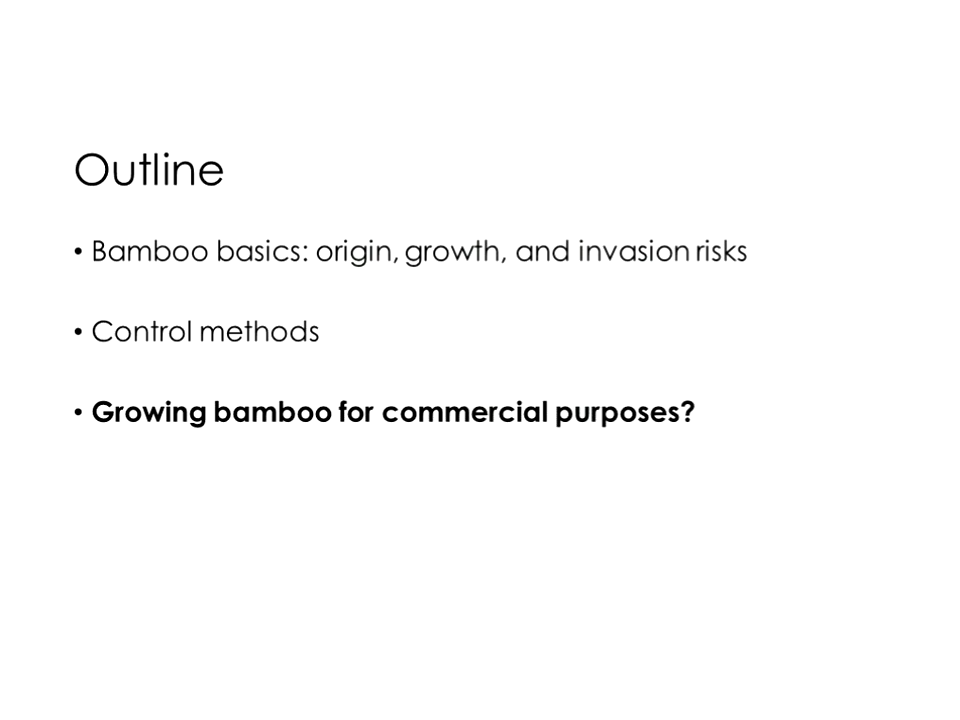 Outline
• Bamboo basics: origin, growth, and invasion risks
• Control methods
• Growing bamboo for commercial purposes?